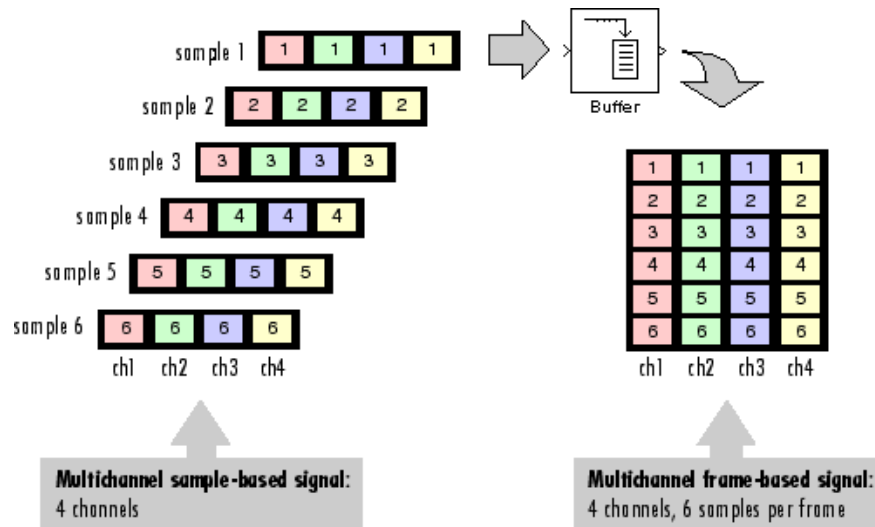 sample 1 1 1 1 1
sample 2 2 2 2 2
sample 3 3 3 3 3
sample 4 4 4 4 4
sample 5 5 5 5 5
sample 6 6 6 6 6
ch1 ch2 ch3 ch4
Multichannel sample-based signal:
4 channels
Buffer
1 1 1 1
2 2 2 2
3 3 3 3
4 4 4 4
5 5 5 5
6 6 6 6
ch1 ch2 ch3 ch4
Multichannel frame-based signal:
4 channels, 6 samples per frame